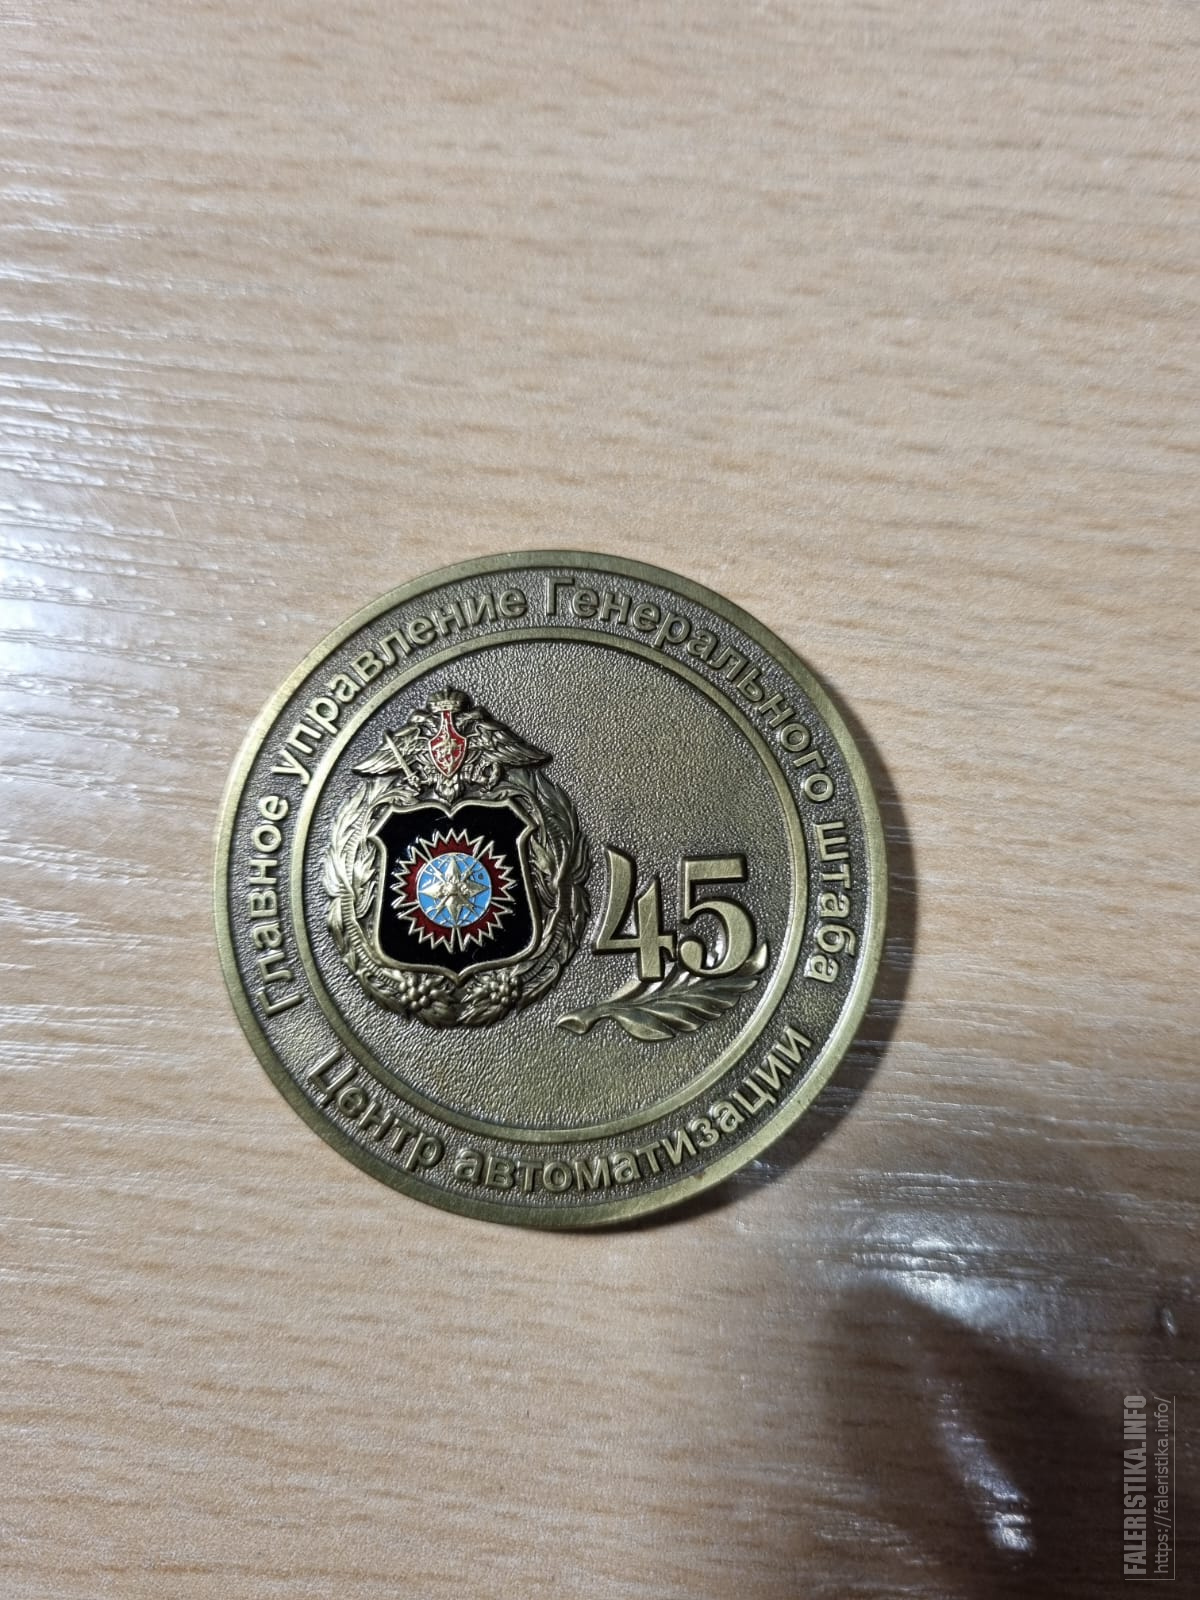 Главное управление Генерального штаба
45
Центр автоматизации
FALERISTIKA.INFO
https://faleristika.info/